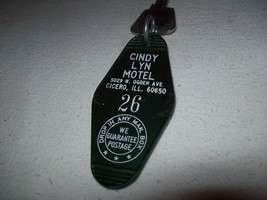 CINDY
LYN
MOTEL
5029 W. OGDEN AVE
CICERO, ILL. 60650
26
DROP IN ANY MAIL BOX
WE
GUARANTEE
POSTAGE